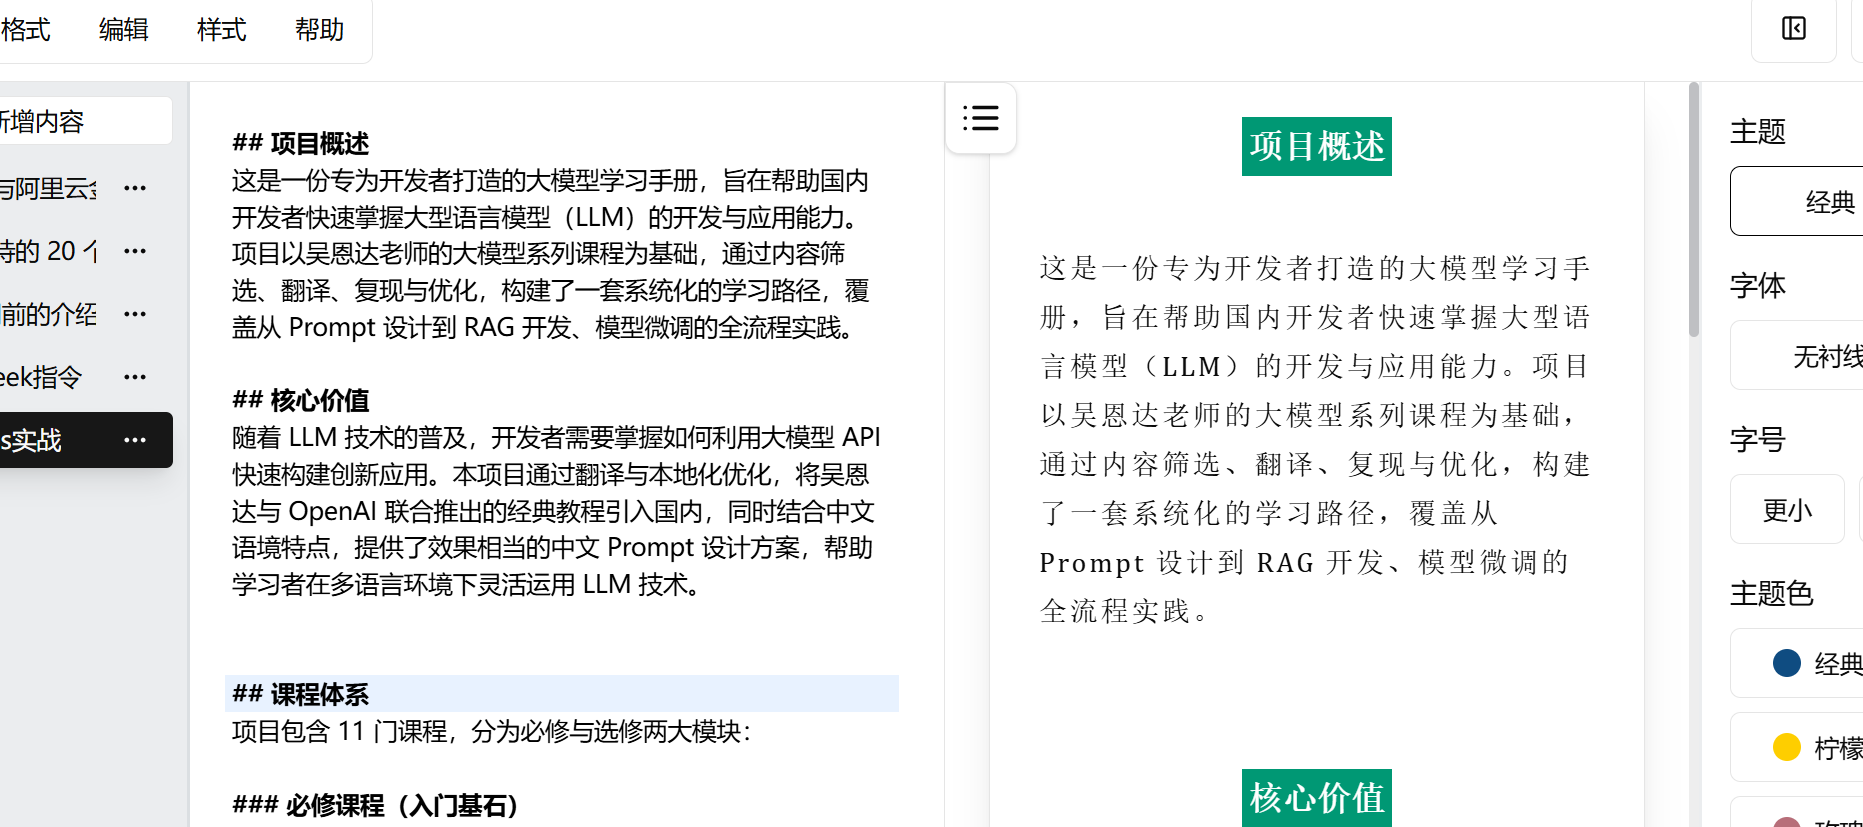 格式 编辑 样式 帮助
新增内容
与阿里云
特的 20 个
前的介绍
eek指令
s实战
## 项目概述
这是一份专为开发者打造的大模型学习手册，旨在帮助国内
开发者快速掌握大型语言模型（LLM）的开发与应用能力。
项目以吴恩达老师的大模型系列课程为基础，通过内容筛
选、翻译、复现与优化，构建了一套系统化的学习路径，覆
盖从 Prompt 设计到 RAG 开发、模型微调的全流程实践。
## 核心价值
随着 LLM 技术的普及，开发者需要掌握如何利用大模型 API
快速构建创新应用。本项目通过翻译与本地化优化，将吴恩
达与 OpenAI 联合推出的经典教程引入国内，同时结合中文
语境特点，提供了效果相当的中文 Prompt 设计方案，帮助
学习者在多语言环境下灵活运用 LLM 技术。
## 课程体系
项目包含 11 门课程，分为必修与选修两大模块：
### 必修课程（入门基石）
项目概述
这是一份专为开发者打造的大模型学习手
册，旨在帮助国内开发者快速掌握大型语
言模型（LLM）的开发与应用能力。项目
以吴恩达老师的大模型系列课程为基础，
通过内容筛选、翻译、复现与优化，构建
了一套系统化的学习路径，覆盖从
Prompt 设计到 RAG 开发、模型微调的
全流程实践。
核心价值
主题
经典
字体
无衬线
字号
更小
主题色
经典
柠檬